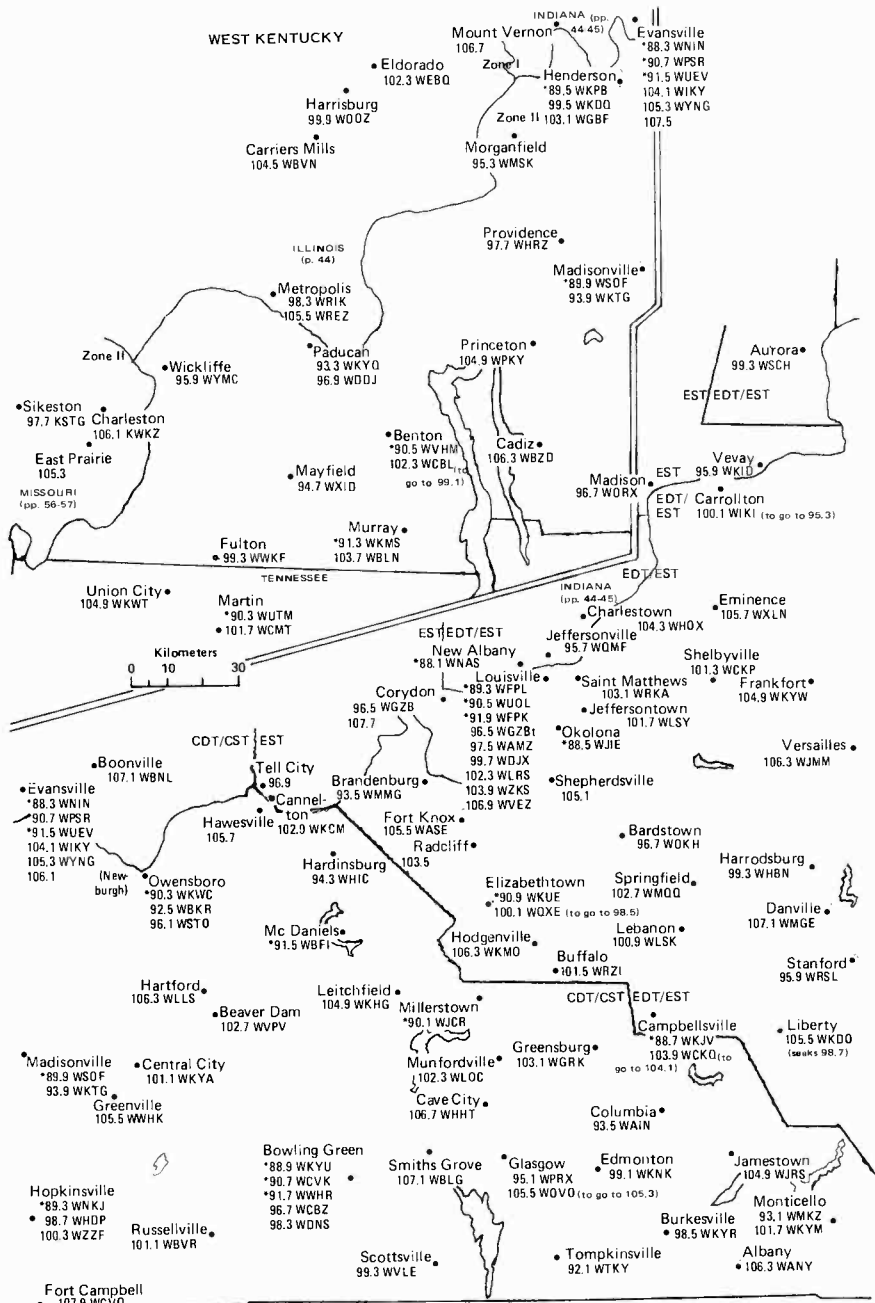 WEST KENTUCKY
INDIANA (pp.
44-45)
Mount Vernon
106.7
Zone I
Evansville
*88.3 WNIN
*90.7 WPSR
*91.5 WUEV
104.1 WIKY
105.3 WYNG
107.5
Eldorado
102.3 WEBQ
Henderson
*89.5 WKPB
99.5 WKDQ
103.1 WGBF
Zone II
Harrisburg
99.9 WOOZ
Carriers Mills
104.5 WBVN
Morganfield
95.3 WMSK
Providence
97.7 WHRZ
ILLINOIS
(p. 44)
Madisonville
*89.9 WSOF
93.9 WKTG
Metropolis
98.3 WRIK
105.5 WREZ
Zone II
Wickliffe
95.9 WYMC
Paducan
93.3 WKYQ
96.9 WDDJ
Princeton
104.9 WPKY
Aurora
99.3 WSCH
EST EDT/EST
Sikeston
97.7 KSTG
Charleston
106.1 KWKZ
East Prairie
105.3
MISSOURI
(pp. 56-57)
Benton
*90.5 WVHM
102.3 WCBL (to
go to 99.1)
Cadiz
106.3 WBZD
Mayfield
94.7 WXID
Madison
96.7 WORX
EST
EDT/
EST
Vevay
95.9 WKID
Carrollton
100.1 WIKI (to go to 95.3)
Murray
*91.3 KMS
103.7 WBLN
Fulton
99.3 WWKF
TENNESSEE
Union City
104.9 WKWT
Martin
*90.3 WUTM
101.7 WCMT
INDIANA
(pp. 44-45)
EDT/EST
Charlestown
104.3 WHOX
Eminence
105.7 WXLN
Kilometers
0 10 30
EST EDT/EST
New Albany
*88.1 WNAS
Jeffersonville
95.7 WQMF
Shelbyville
101.3 WCKP
Louisville
*89.3 WFPL
*90.5 WUOL
*91.9 WFPK
96.5 WGZBt
97.5 WAMZ
99.7 WDJX
102.3 WLRS
103.9 WZKS
106.9 WVEZ
Saint Matthews
103.1 WRKA
Frankfort
104.9 WKYW
Corydon
96.5 WGZB
107.7
Jeffersontown
101.7 WLSY
Okolona
*88.5 WJIE
Versailles
106.3 WJMM
CDT/CST EST
Boonville
107.1 WBNL
Tell City
96.9
Brandenburg
93.5 WMMG
Shepherdsville
105.1
Evansville
*88.3 WNIN
*90.7 WPSR
*91.5 WUEV
104.1 WIKY
105.3 WYNG
106.1
(New-
burgh)
Cannel-
ton
102.9 WKCM
Hawesville
105.7
Fort Knox
105.5 WASE
Radcliff
103.5
Bardstown
96.7 WOKH
Hardinsburg
94.3 WHIC
Harrodsburg
99.3 WHBN
Owensboro
*90.3 WKWC
92.5 WBKR
96.1 WSTO
Elizabethtown
*90.9 WKUE
100.1 WQXE (to go to 98.5)
Springfield
102.7 WMQQ
Danville
107.1 WMGE
Mc Daniels
*91.5 WBFI
Hodgenville
106.3 WKMO
Lebanon
100.9 WLSK
Buffalo
101.5 WRZI
Stanford
95.9 WRSL
Hartford
106.3 WLLS
Leitchfield
104.9 WKHG
CDT/CST EDT/EST
Beaver Dam
102.7 WVPV
Millerstown
*90.1 WJCR
Campbellsville
*88.7 WKJV
103.9 WCKQ (to
go to 104.1)
Liberty
105.5 WKDO
(seeks 98.7)
Madisonville
*89.9 WSOF
93.9 WKTG
Central City
101.1 WKYA
Munfordville
102.3 WLOC
Greensburg
103.1 WGRK
Greenville
105.5 WWHK
Cave City
106.7 WHHT
Columbia
93.5 WAIN
Bowling Green
*88.9 WKYU
*90.7 WCVK
*91.7 WWHR
96.7 WCBZ
98.3 WDNS
Smiths Grove
107.1 WBLG
Glasgow
95.1 WPRX
105.5 WOVO (to go to 105.3)
Edmonton
99.1 WKNK
Jamestown
104.9 WJRS
Hopkinsville
*89.3 WNKJ
98.7 WHDP
100.3 WZZF
Monticello
93.1 WMKZ
101.7 WKYM
Russellville
101.1 WBVR
Burkesville
98.5 WKYR
Scottsville
99.3 WVLE
Tompkinsville
92.1 WTKY
Albany
106.3 WANY
Fort Campbell
107.9 WCVQ